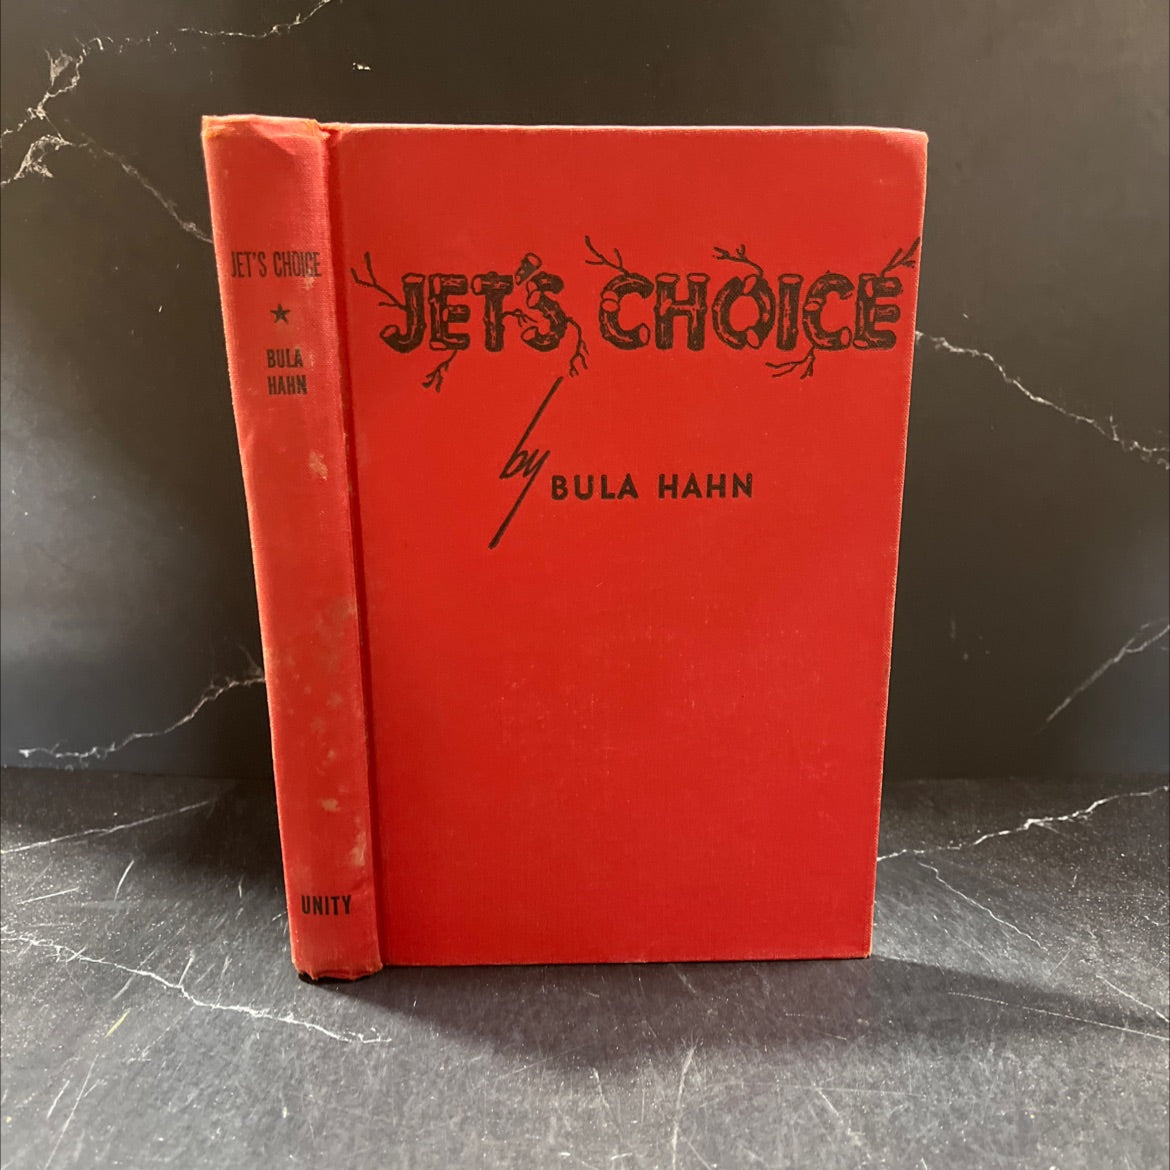 JET'S CHOICE
★
BULA
HAHN
UNITY
JET'S CHOICE
by BULA HAHN